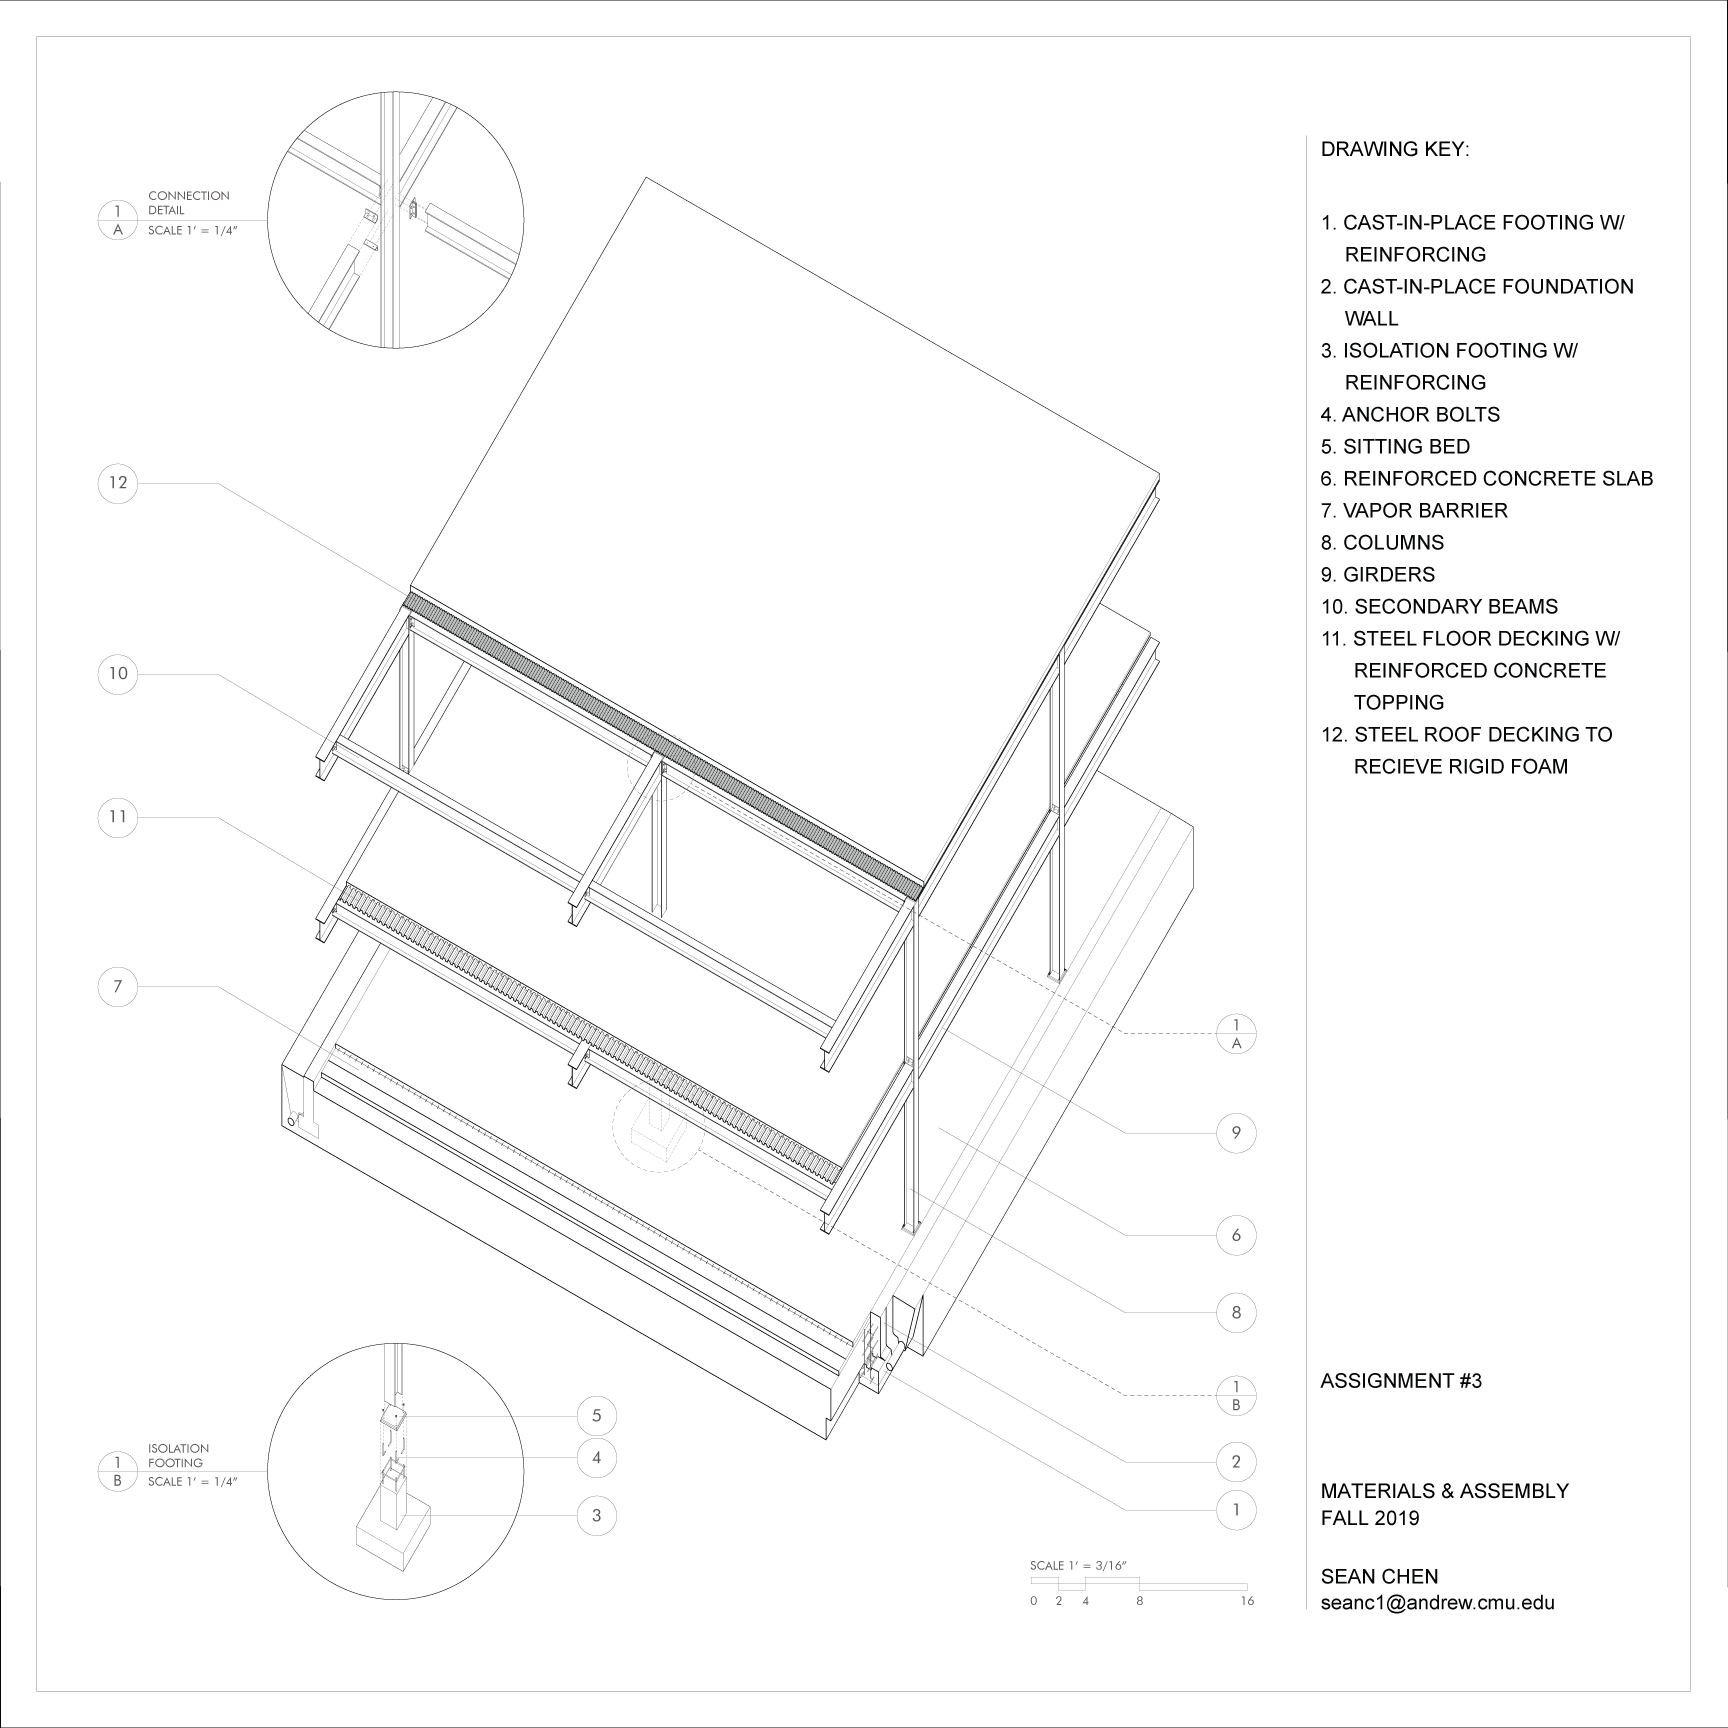 1
A
CONNECTION
DETAIL
SCALE 1' = 1/4"
12
10
11
7
1
A
9
6
8
1
B
2
1
1
B
ISOLATION
FOOTING
SCALE 1' = 1/4"
5
4
3
SCALE 1' = 3/16"
0 2 4 8 16
DRAWING KEY:
1. CAST-IN-PLACE FOOTING W/
REINFORCING
2. CAST-IN-PLACE FOUNDATION
WALL
3. ISOLATION FOOTING W/
REINFORCING
4. ANCHOR BOLTS
5. SITTING BED
6. REINFORCED CONCRETE SLAB
7. VAPOR BARRIER
8. COLUMNS
9. GIRDERS
10. SECONDARY BEAMS
11. STEEL FLOOR DECKING W/
REINFORCED CONCRETE
TOPPING
12. STEEL ROOF DECKING TO
RECIEVE RIGID FOAM
ASSIGNMENT #3
MATERIALS & ASSEMBLY
FALL 2019
SEAN CHEN
seanc1@andrew.cmu.edu